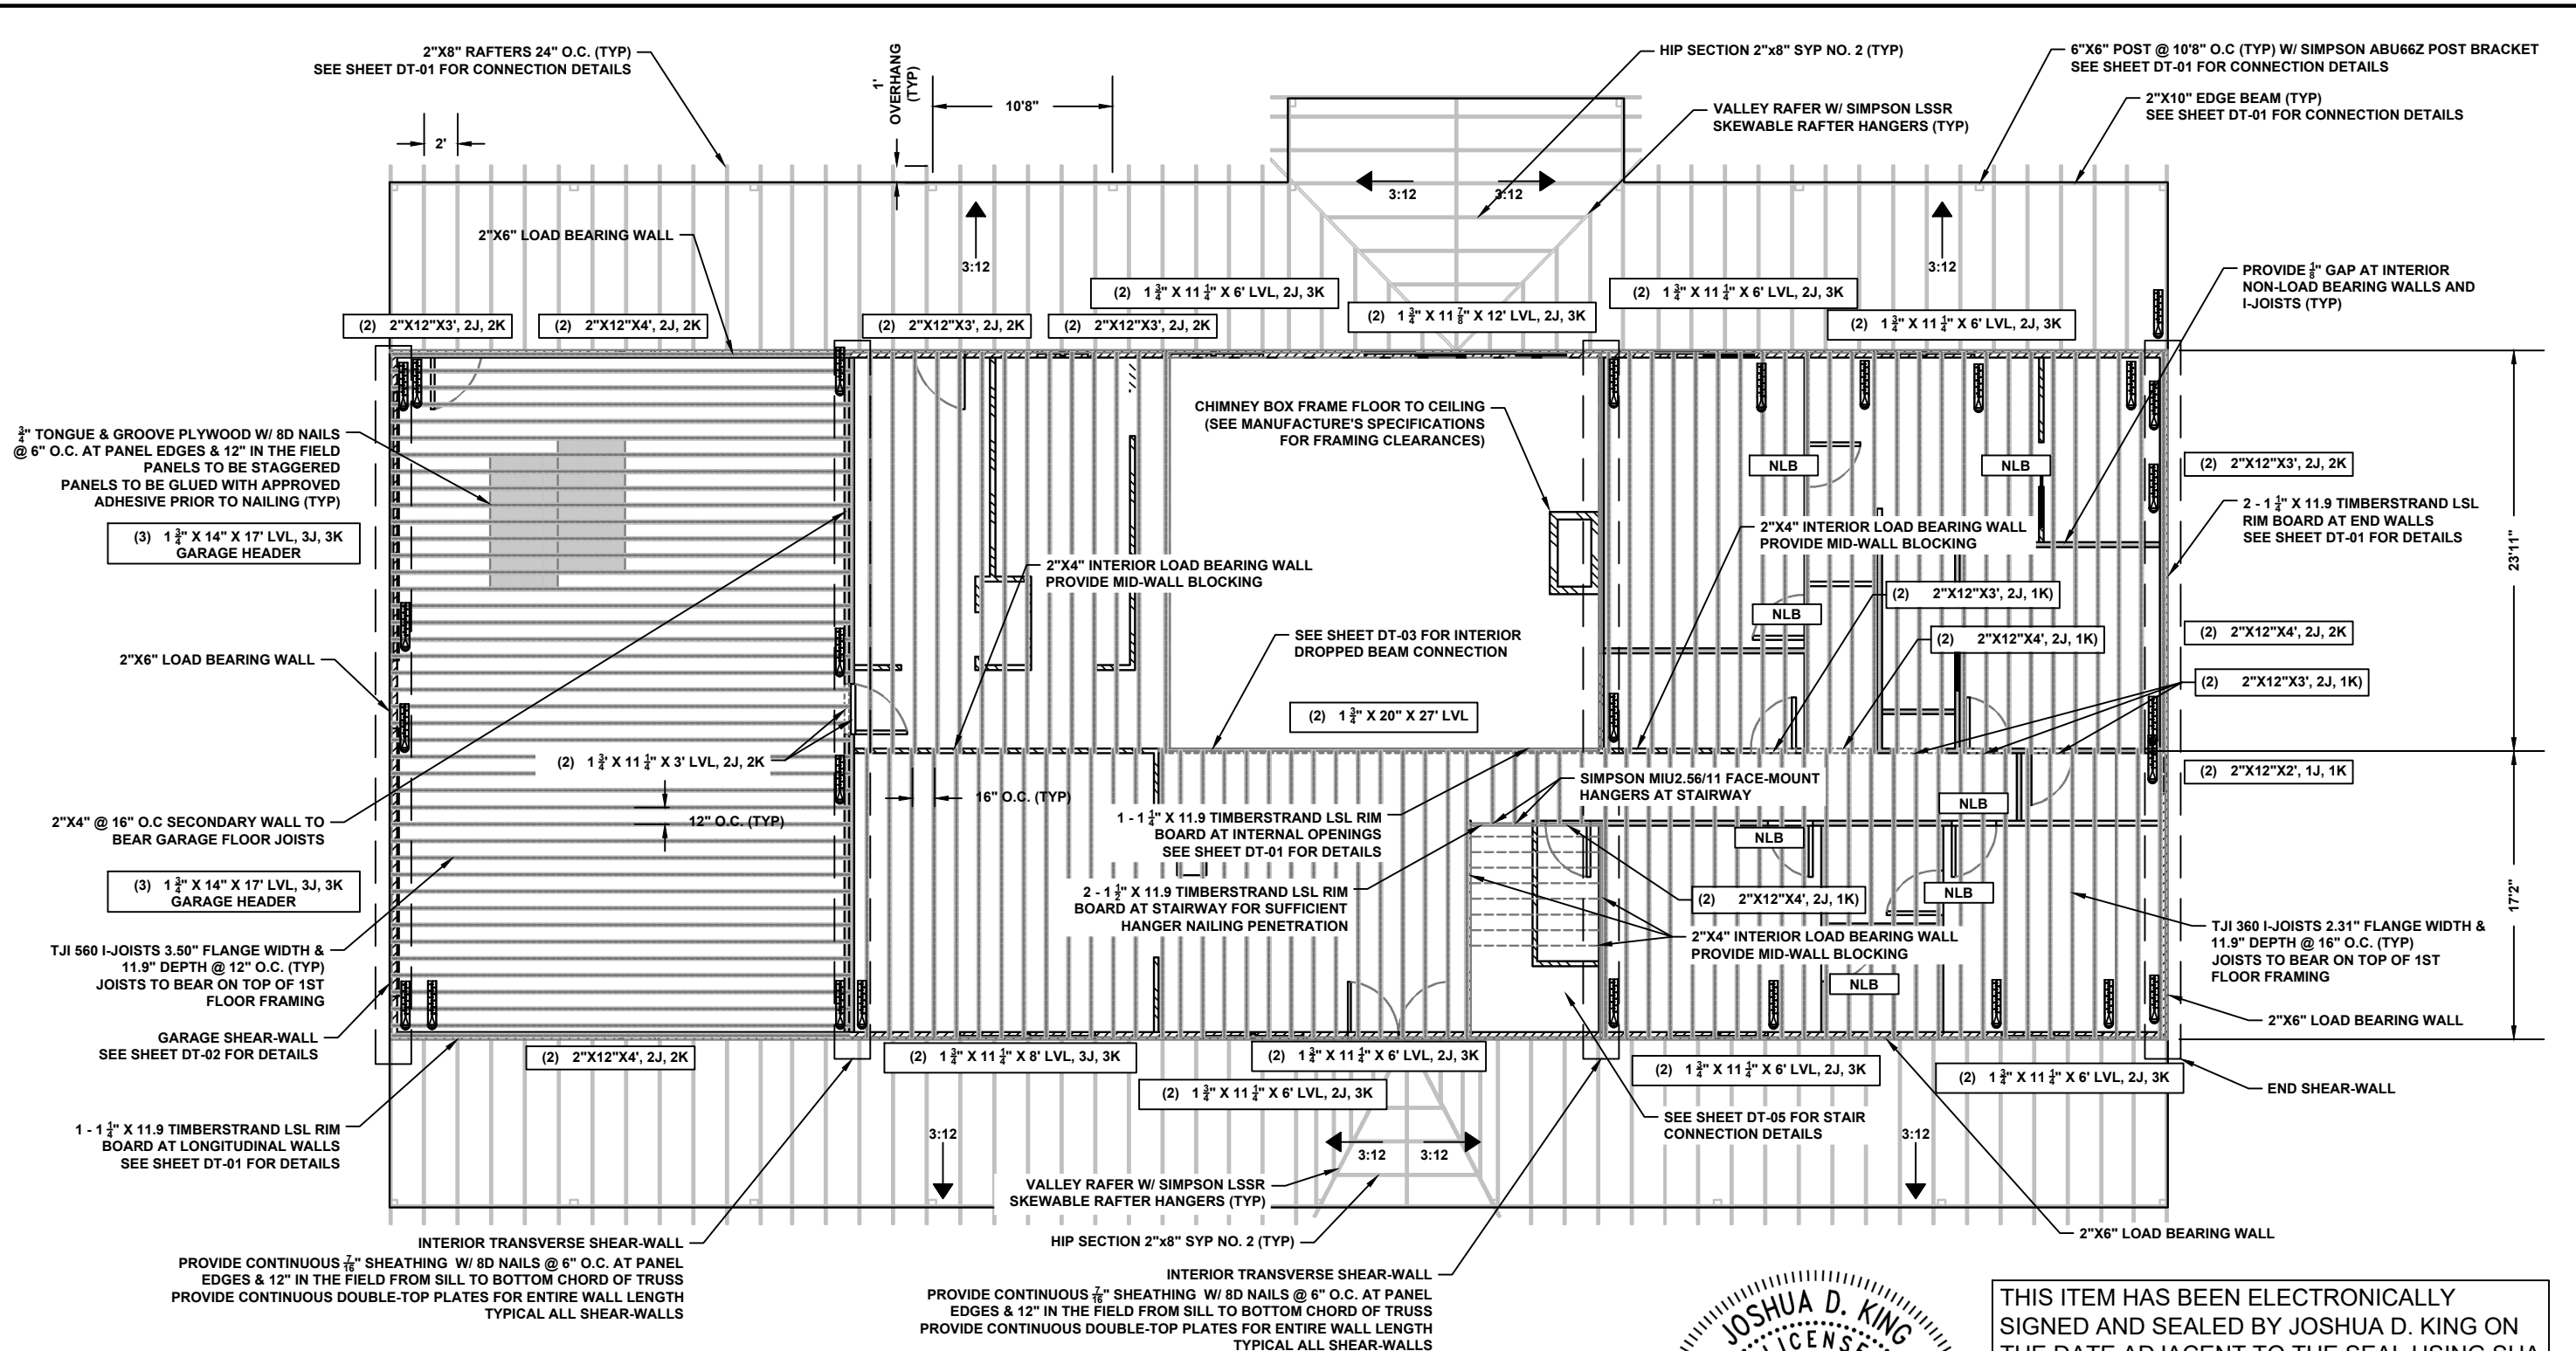 2"X8" RAFTERS 24" O.C. (TYP)
SEE SHEET DT-01 FOR CONNECTION DETAILS
1'
OVERHANG
(TYP)
10'8"
2'
HIP SECTION 2"x8" SYP NO. 2 (TYP)
VALLEY RAFER W/ SIMPSON LSSR
SKEWABLE RAFTER HANGERS (TYP)
6"X6" POST @ 10'8" O.C (TYP) W/ SIMPSON ABU66Z POST BRACKET
SEE SHEET DT-01 FOR CONNECTION DETAILS
2"X10" EDGE BEAM (TYP)
SEE SHEET DT-01 FOR CONNECTION DETAILS
3:12
3:12
2"X6" LOAD BEARING WALL
3:12
3:12
PROVIDE 1/8" GAP AT INTERIOR
NON-LOAD BEARING WALLS AND
I-JOISTS (TYP)
(2) 1 3/4" X 11 1/4" X 6' LVL, 2J, 3K
(2) 1 3/4" X 11 1/4" X 6' LVL, 2J, 3K
(2) 2"X12"X3', 2J, 2K
(2) 2"X12"X4', 2J, 2K
(2) 2"X12"X3', 2J, 2K
(2) 2"X12"X3', 2J, 2K
(2) 1 3/4" X 11 7/8" X 12' LVL, 2J, 3K
(2) 1 3/4" X 11 1/4" X 6' LVL, 2J, 3K
CHIMNEY BOX FRAME FLOOR TO CEILING
(SEE MANUFACTURE'S SPECIFICATIONS
FOR FRAMING CLEARANCES)
3/4" TONGUE & GROOVE PLYWOOD W/ 8D NAILS
@ 6" O.C. AT PANEL EDGES & 12" IN THE FIELD
PANELS TO BE STAGGERED
PANELS TO BE GLUED WITH APPROVED
ADHESIVE PRIOR TO NAILING (TYP)
NLB
NLB
(2) 2"X12"X3', 2J, 2K
2 - 1 1/4" X 11.9 TIMBERSTRAND LSL
RIM BOARD AT END WALLS
SEE SHEET DT-01 FOR DETAILS
23'11"
(3) 1 3/4" X 14" X 17' LVL, 3J, 3K
GARAGE HEADER
2"X4" INTERIOR LOAD BEARING WALL
PROVIDE MID-WALL BLOCKING
2"X4" INTERIOR LOAD BEARING WALL
PROVIDE MID-WALL BLOCKING
(2) 2"X12"X3', 2J, 1K)
NLB
SEE SHEET DT-03 FOR INTERIOR
DROPPED BEAM CONNECTION
(2) 2"X12"X4', 2J, 1K)
(2) 2"X12"X4', 2J, 2K
2"X6" LOAD BEARING WALL
(2) 2"X12"X3', 2J, 1K)
(2) 1 3/4" X 20" X 27' LVL
(2) 1 3/4" X 11 1/4" X 3' LVL, 2J, 2K
(2) 2"X12"X2', 1J, 1K
SIMPSON MIU2.56/11 FACE-MOUNT
HANGERS AT STAIRWAY
16" O.C. (TYP)
12" O.C. (TYP)
2"X4" @ 16" O.C SECONDARY WALL TO
BEAR GARAGE FLOOR JOISTS
1 - 1 1/4" X 11.9 TIMBERSTRAND LSL RIM
BOARD AT INTERNAL OPENINGS
SEE SHEET DT-01 FOR DETAILS
NLB
NLB
(3) 1 3/4" X 14" X 17' LVL, 3J, 3K
GARAGE HEADER
2 - 1 1/2" X 11.9 TIMBERSTRAND LSL RIM
BOARD AT STAIRWAY FOR SUFFICIENT
HANGER NAILING PENETRATION
(2) 2"X12"X4', 2J, 1K)
NLB
17'2"
2"X4" INTERIOR LOAD BEARING WALL
PROVIDE MID-WALL BLOCKING
TJI 360 I-JOISTS 2.31" FLANGE WIDTH &
11.9" DEPTH @ 16" O.C. (TYP)
JOISTS TO BEAR ON TOP OF 1ST
FLOOR FRAMING
TJI 560 I-JOISTS 3.50" FLANGE WIDTH &
11.9" DEPTH @ 12" O.C. (TYP)
JOISTS TO BEAR ON TOP OF 1ST
FLOOR FRAMING
NLB
GARAGE SHEAR-WALL
SEE SHEET DT-02 FOR DETAILS
2"X6" LOAD BEARING WALL
(2) 2"X12"X4', 2J, 2K
(2) 1 3/4" X 11 1/4" X 8' LVL, 3J, 3K
(2) 1 3/4" X 11 1/4" X 6' LVL, 2J, 3K
(2) 1 3/4" X 11 1/4" X 6' LVL, 2J, 3K
(2) 1 3/4" X 11 1/4" X 6' LVL, 2J, 3K
(2) 1 3/4" X 11 1/4" X 6' LVL, 2J, 3K
END SHEAR-WALL
SEE SHEET DT-05 FOR STAIR
CONNECTION DETAILS
1 - 1 1/4" X 11.9 TIMBERSTRAND LSL RIM
BOARD AT LONGITUDINAL WALLS
SEE SHEET DT-01 FOR DETAILS
3:12
3:12
3:12
3:12
VALLEY RAFER W/ SIMPSON LSSR
SKEWABLE RAFTER HANGERS (TYP)
HIP SECTION 2"x8" SYP NO. 2 (TYP)
2"X6" LOAD BEARING WALL
INTERIOR TRANSVERSE SHEAR-WALL
PROVIDE CONTINUOUS 7/16" SHEATHING W/ 8D NAILS @ 6" O.C. AT PANEL
EDGES & 12" IN THE FIELD FROM SILL TO BOTTOM CHORD OF TRUSS
PROVIDE CONTINUOUS DOUBLE-TOP PLATES FOR ENTIRE WALL LENGTH
TYPICAL ALL SHEAR-WALLS
INTERIOR TRANSVERSE SHEAR-WALL
PROVIDE CONTINUOUS 7/16" SHEATHING W/ 8D NAILS @ 6" O.C. AT PANEL
EDGES & 12" IN THE FIELD FROM SILL TO BOTTOM CHORD OF TRUSS
PROVIDE CONTINUOUS DOUBLE-TOP PLATES FOR ENTIRE WALL LENGTH
TYPICAL ALL SHEAR-WALLS
JOSHUA D. KING
LICENSE
THIS ITEM HAS BEEN ELECTRONICALLY
SIGNED AND SEALED BY JOSHUA D. KING ON
THE DATE ADJACENT TO THE SEAL USING SHA